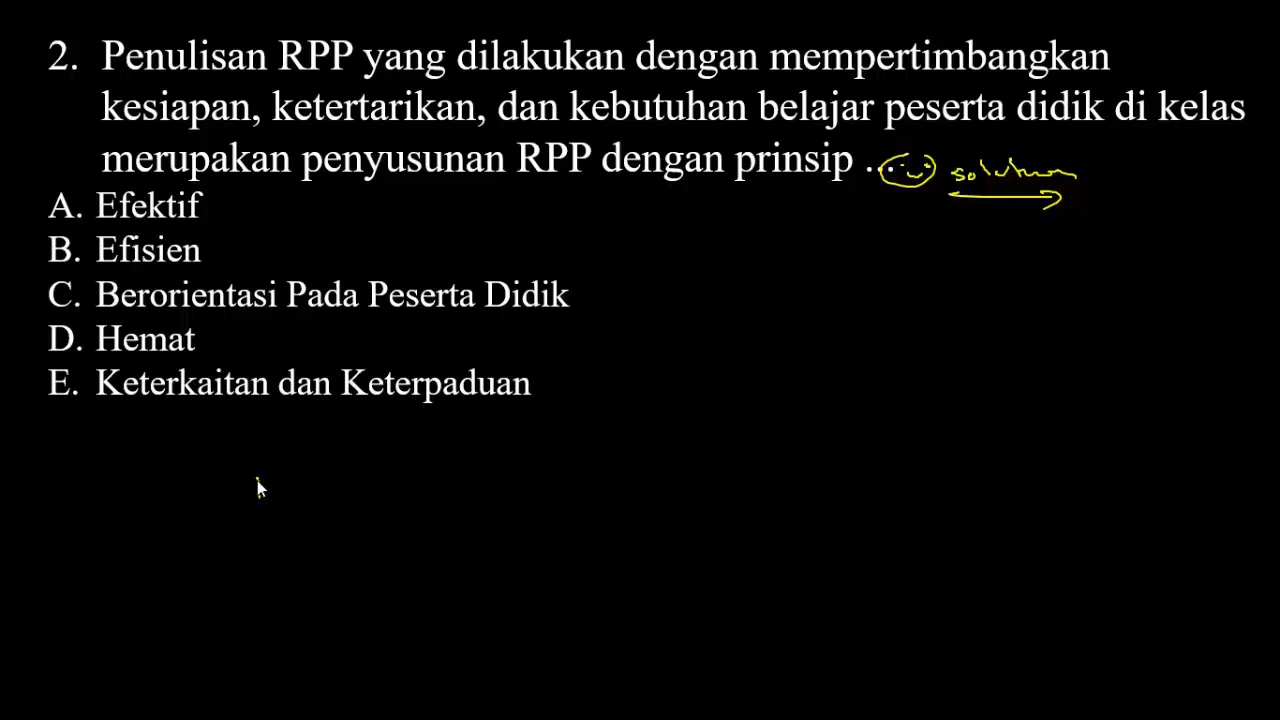 2. Penulisan RPP yang dilakukan dengan mempertimbangkan
kesiapan, ketertarikan, dan kebutuhan belajar peserta didik di kelas
merupakan penyusunan RPP dengan prinsip ...
A. Efektif
B. Efisien
C. Berorientasi Pada Peserta Didik
D. Hemat
E. Keterkaitan dan Keterpaduan